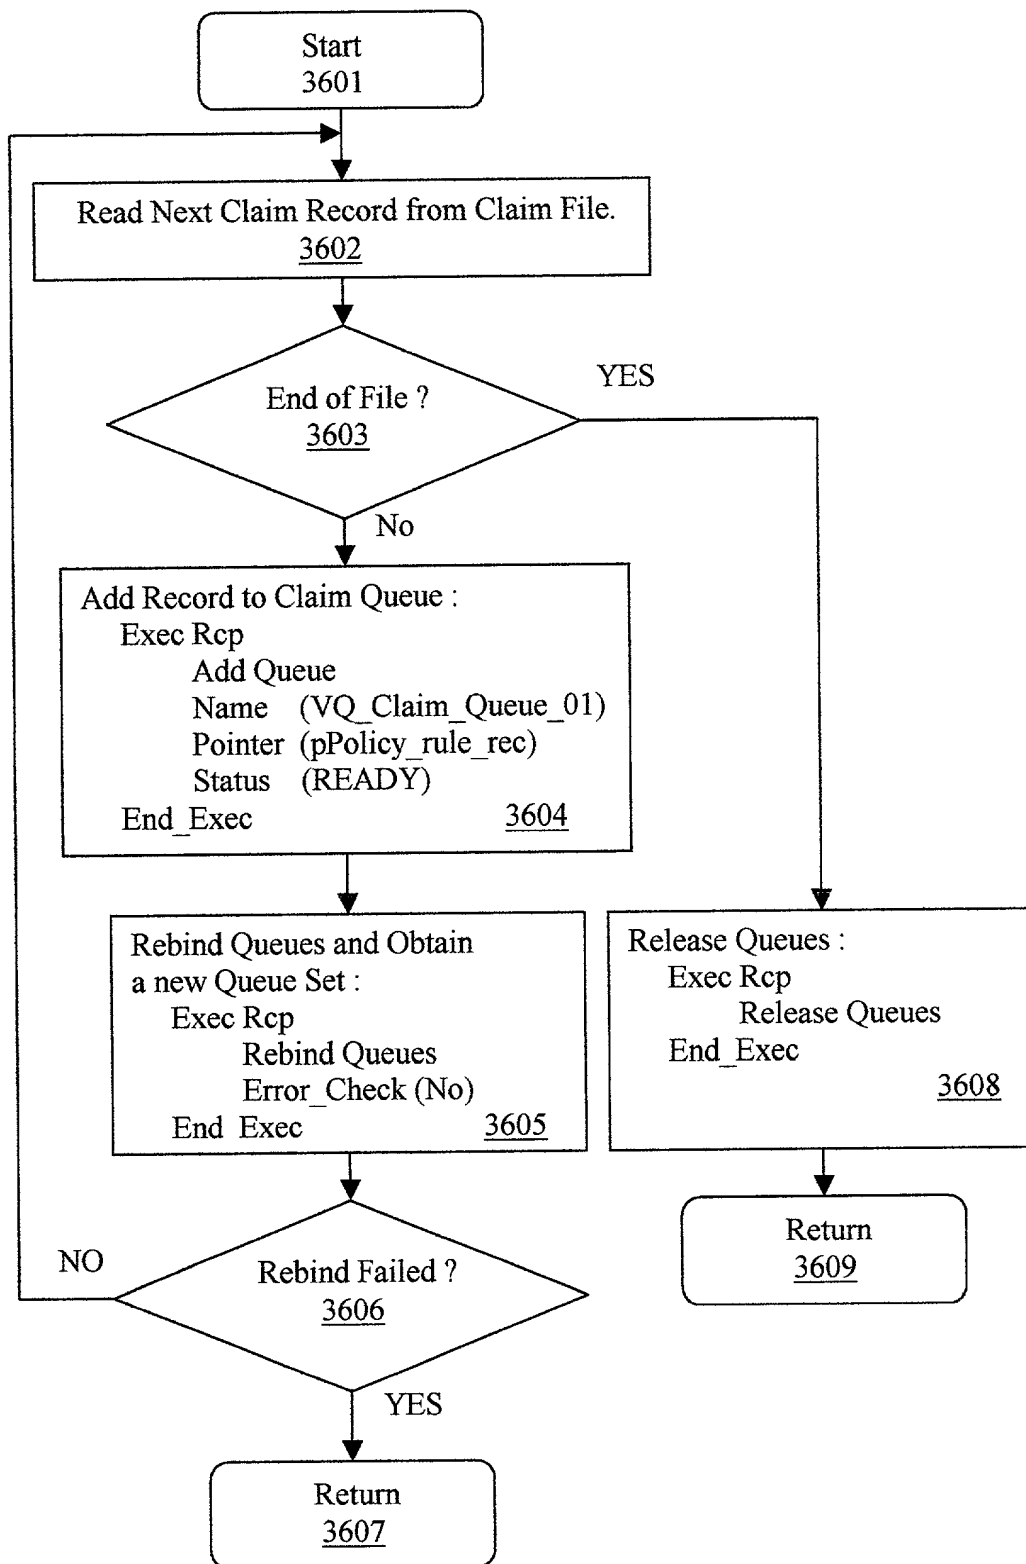 Start
3601
Read Next Claim Record from Claim File.
3602
End of File ?
3603
YES
No
Add Record to Claim Queue :
Exec Rcp
Add Queue
Name (VQ_Claim_Queue_01)
Pointer (pPolicy_rule_rec)
Status (READY)
End_Exec 3604
Rebind Queues and Obtain
a new Queue Set :
Exec Rcp
Rebind Queues
Error_Check (No)
End Exec 3605
Release Queues :
Exec Rcp
Release Queues
End_Exec
3608
Return
3609
NO
Rebind Failed ?
3606
YES
Return
3607